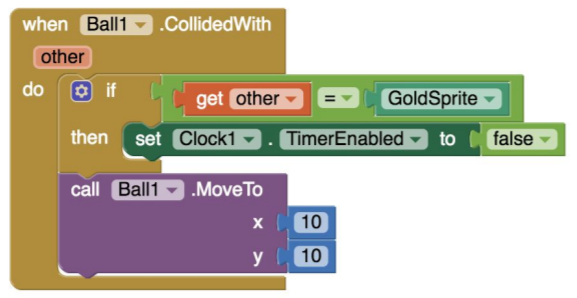 when Ball1 .CollidedWith
other
do if get other = GoldSprite
then set Clock1 . TimerEnabled to false
call Ball1 .MoveTo
x 10
y 10